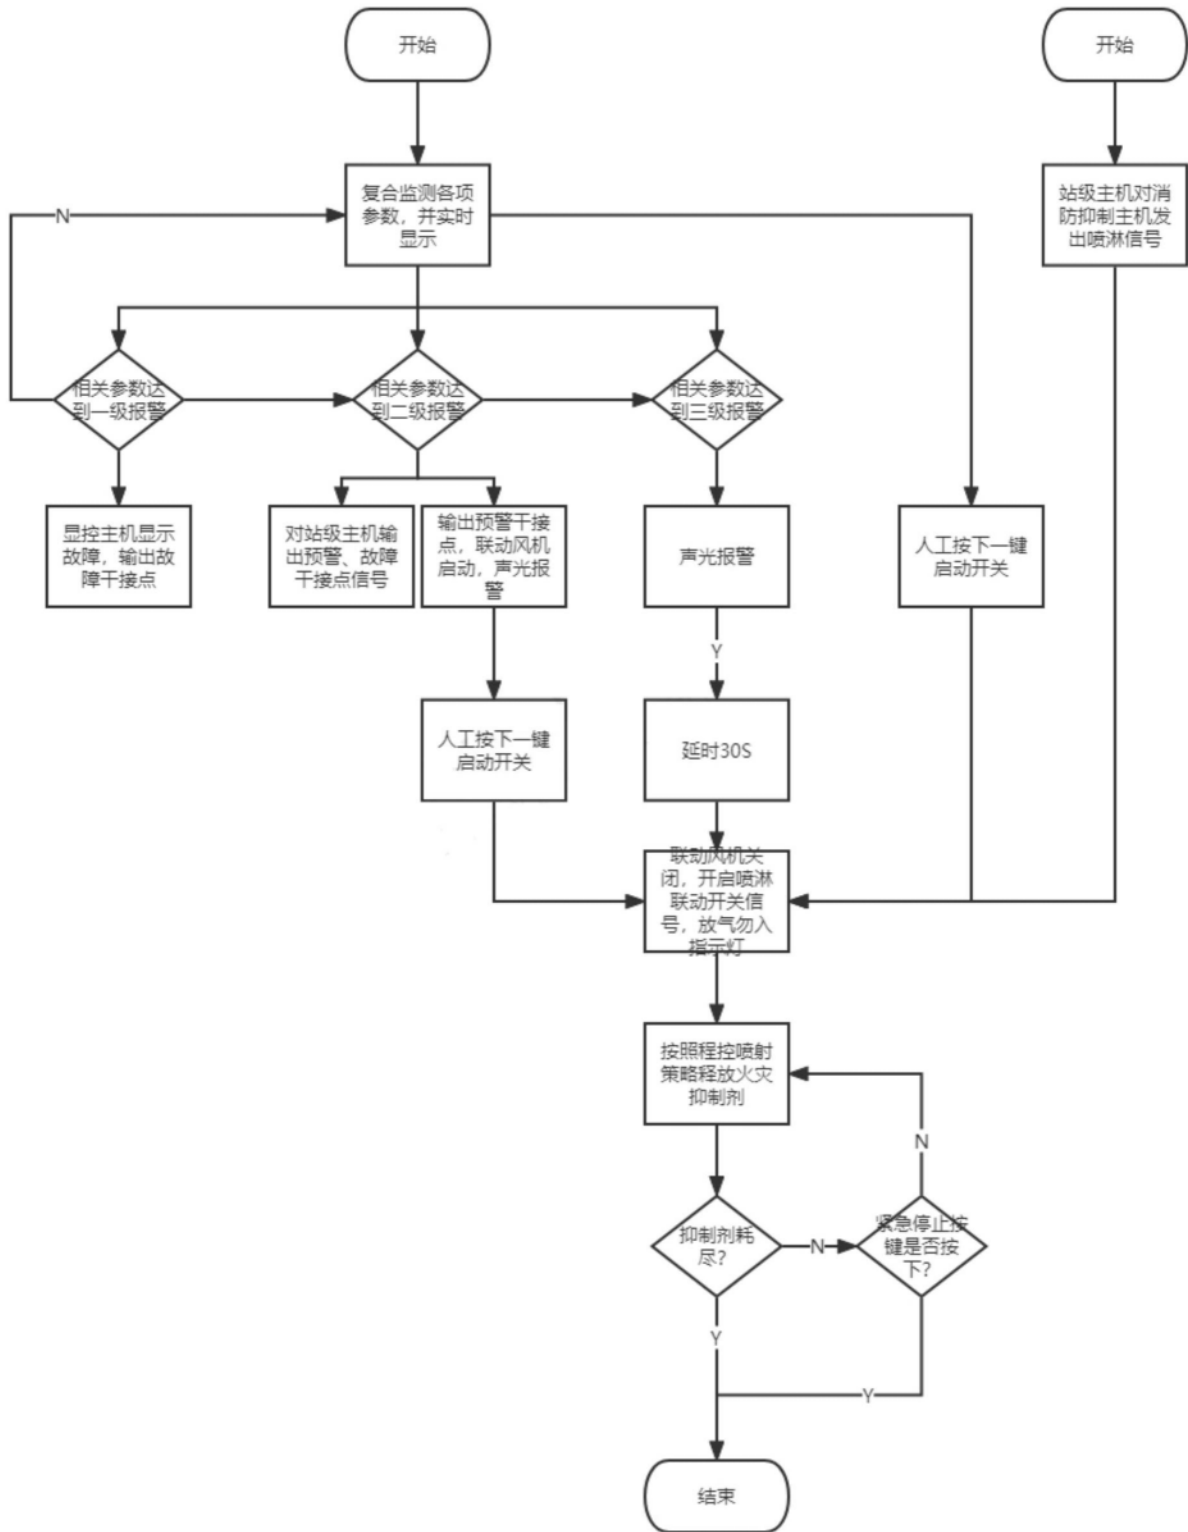 开始
开始
复合监测各项
参数，并实时
显示
站级主机对消
防抑制主机发
出喷淋信号
N
相关参数达
到一级报警
相关参数达
到二级报警
相关参数达
到三级报警
显控主机显示
故障，输出故
障干接点
对站级主机输
出预警、故障
干接点信号
输出预警干接
点，联动风机
启动，声光报
警
声光报警
人工按下一键
启动开关
Y
人工按下一键
启动开关
延时30S
联动风机关
闭，开启喷淋
联动开关信
号，放气勿入
指示灯
按照程控喷射
策略释放火灾
抑制剂
N
抑制剂耗
尽？
N
紧急停止按
键是否按
下？
Y
Y
结束